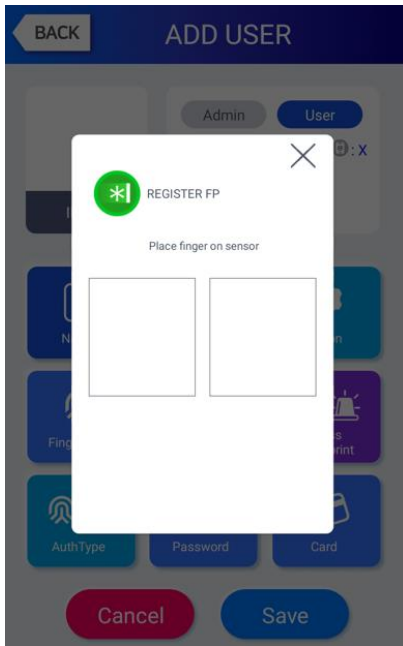 BACK
ADD USER
Admin
User
: X
REGISTER FP
Place finger on sensor
AuthType
Password
Card
Cancel
Save